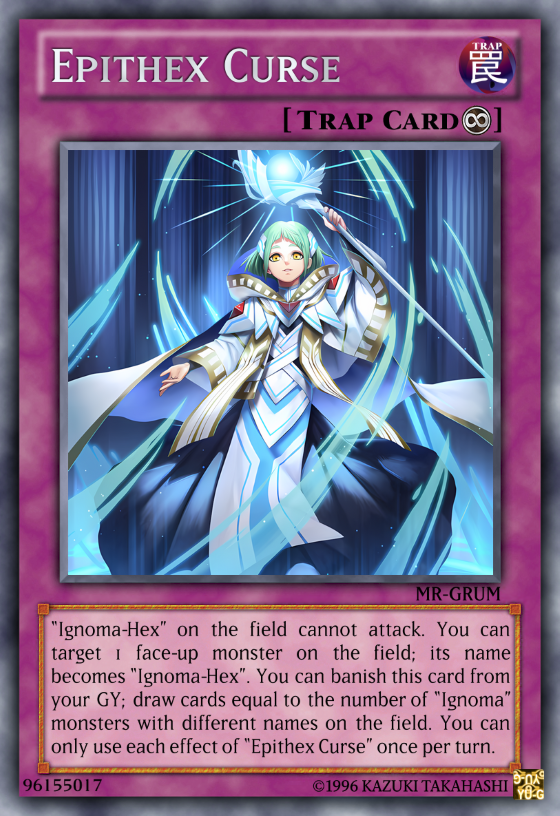 Epithex Curse
TRAP
罠
[Trap Card]
MR-GRUM
"Ignoma-Hex" on the field cannot attack. You can
target 1 face-up monster on the field; its name
becomes "Ignoma-Hex". You can banish this card from
your GY; draw cards equal to the number of "Ignoma"
monsters with different names on the field. You can
only use each effect of "Epithex Curse" once per turn.
96155017
©1996 KAZUKI TAKAHASHI